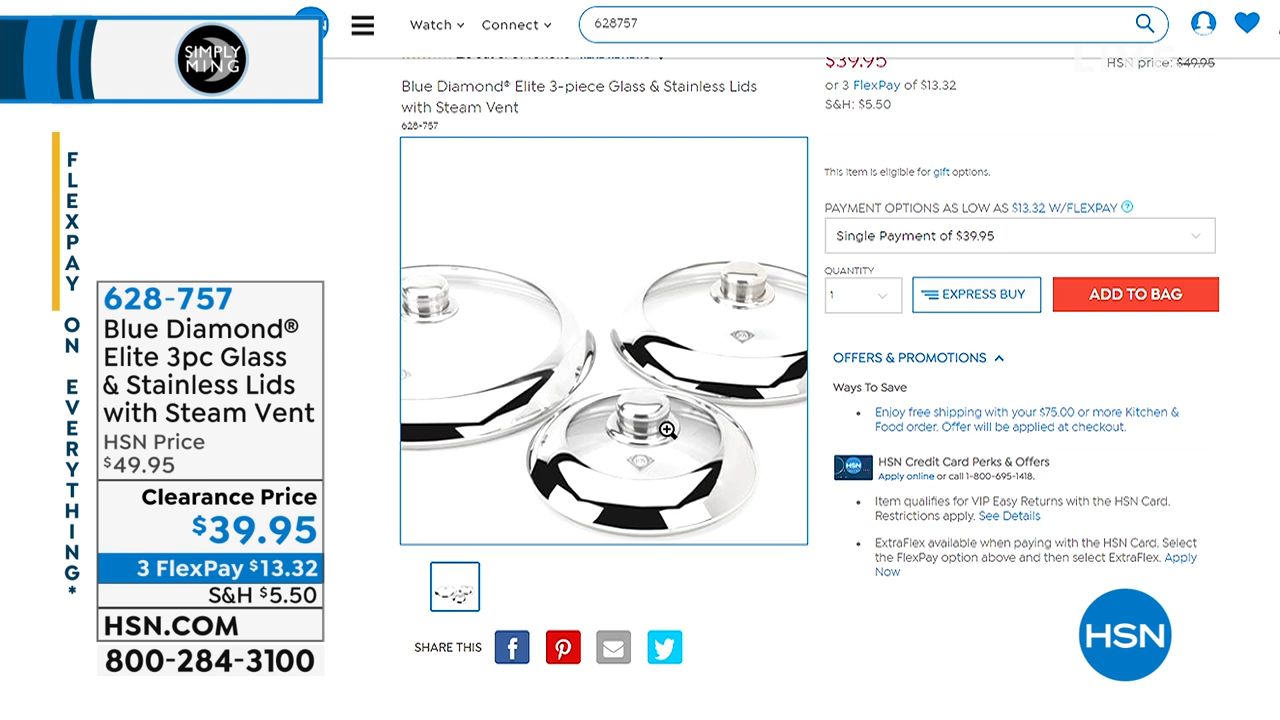 SIMPLY
MING
FLEXPAY ON EVERYTHING*
628-757
Blue Diamond®
Elite 3pc Glass
& Stainless Lids
with Steam Vent
HSN Price
$49.95
Clearance Price
$39.95
3 FlexPay $13.32
S&H $5.50
HSN.COM
800-284-3100
Watch
Connect
628757
LIVE
Blue Diamond® Elite 3-piece Glass & Stainless Lids
with Steam Vent
628-757
$39.95
HSN price: $49.95
or 3 FlexPay of $13.32
S&H: $5.50
This item is eligible for gift options.
PAYMENT OPTIONS AS LOW AS $13.32 W/FLEXPAY ?
Single Payment of $39.95
QUANTITY
1
EXPRESS BUY
ADD TO BAG
OFFERS & PROMOTIONS
Ways To Save
• Enjoy free shipping with your $75.00 or more Kitchen &
Food order. Offer will be applied at checkout.
HSN
HSN Credit Card Perks & Offers
Apply online or call 1-800-695-1418.
• Item qualifies for VIP Easy Returns with the HSN Card.
Restrictions apply. See Details
• ExtraFlex available when paying with the HSN Card. Select
the FlexPay option above and then select ExtraFlex. Apply
Now
SHARE THIS
HSN